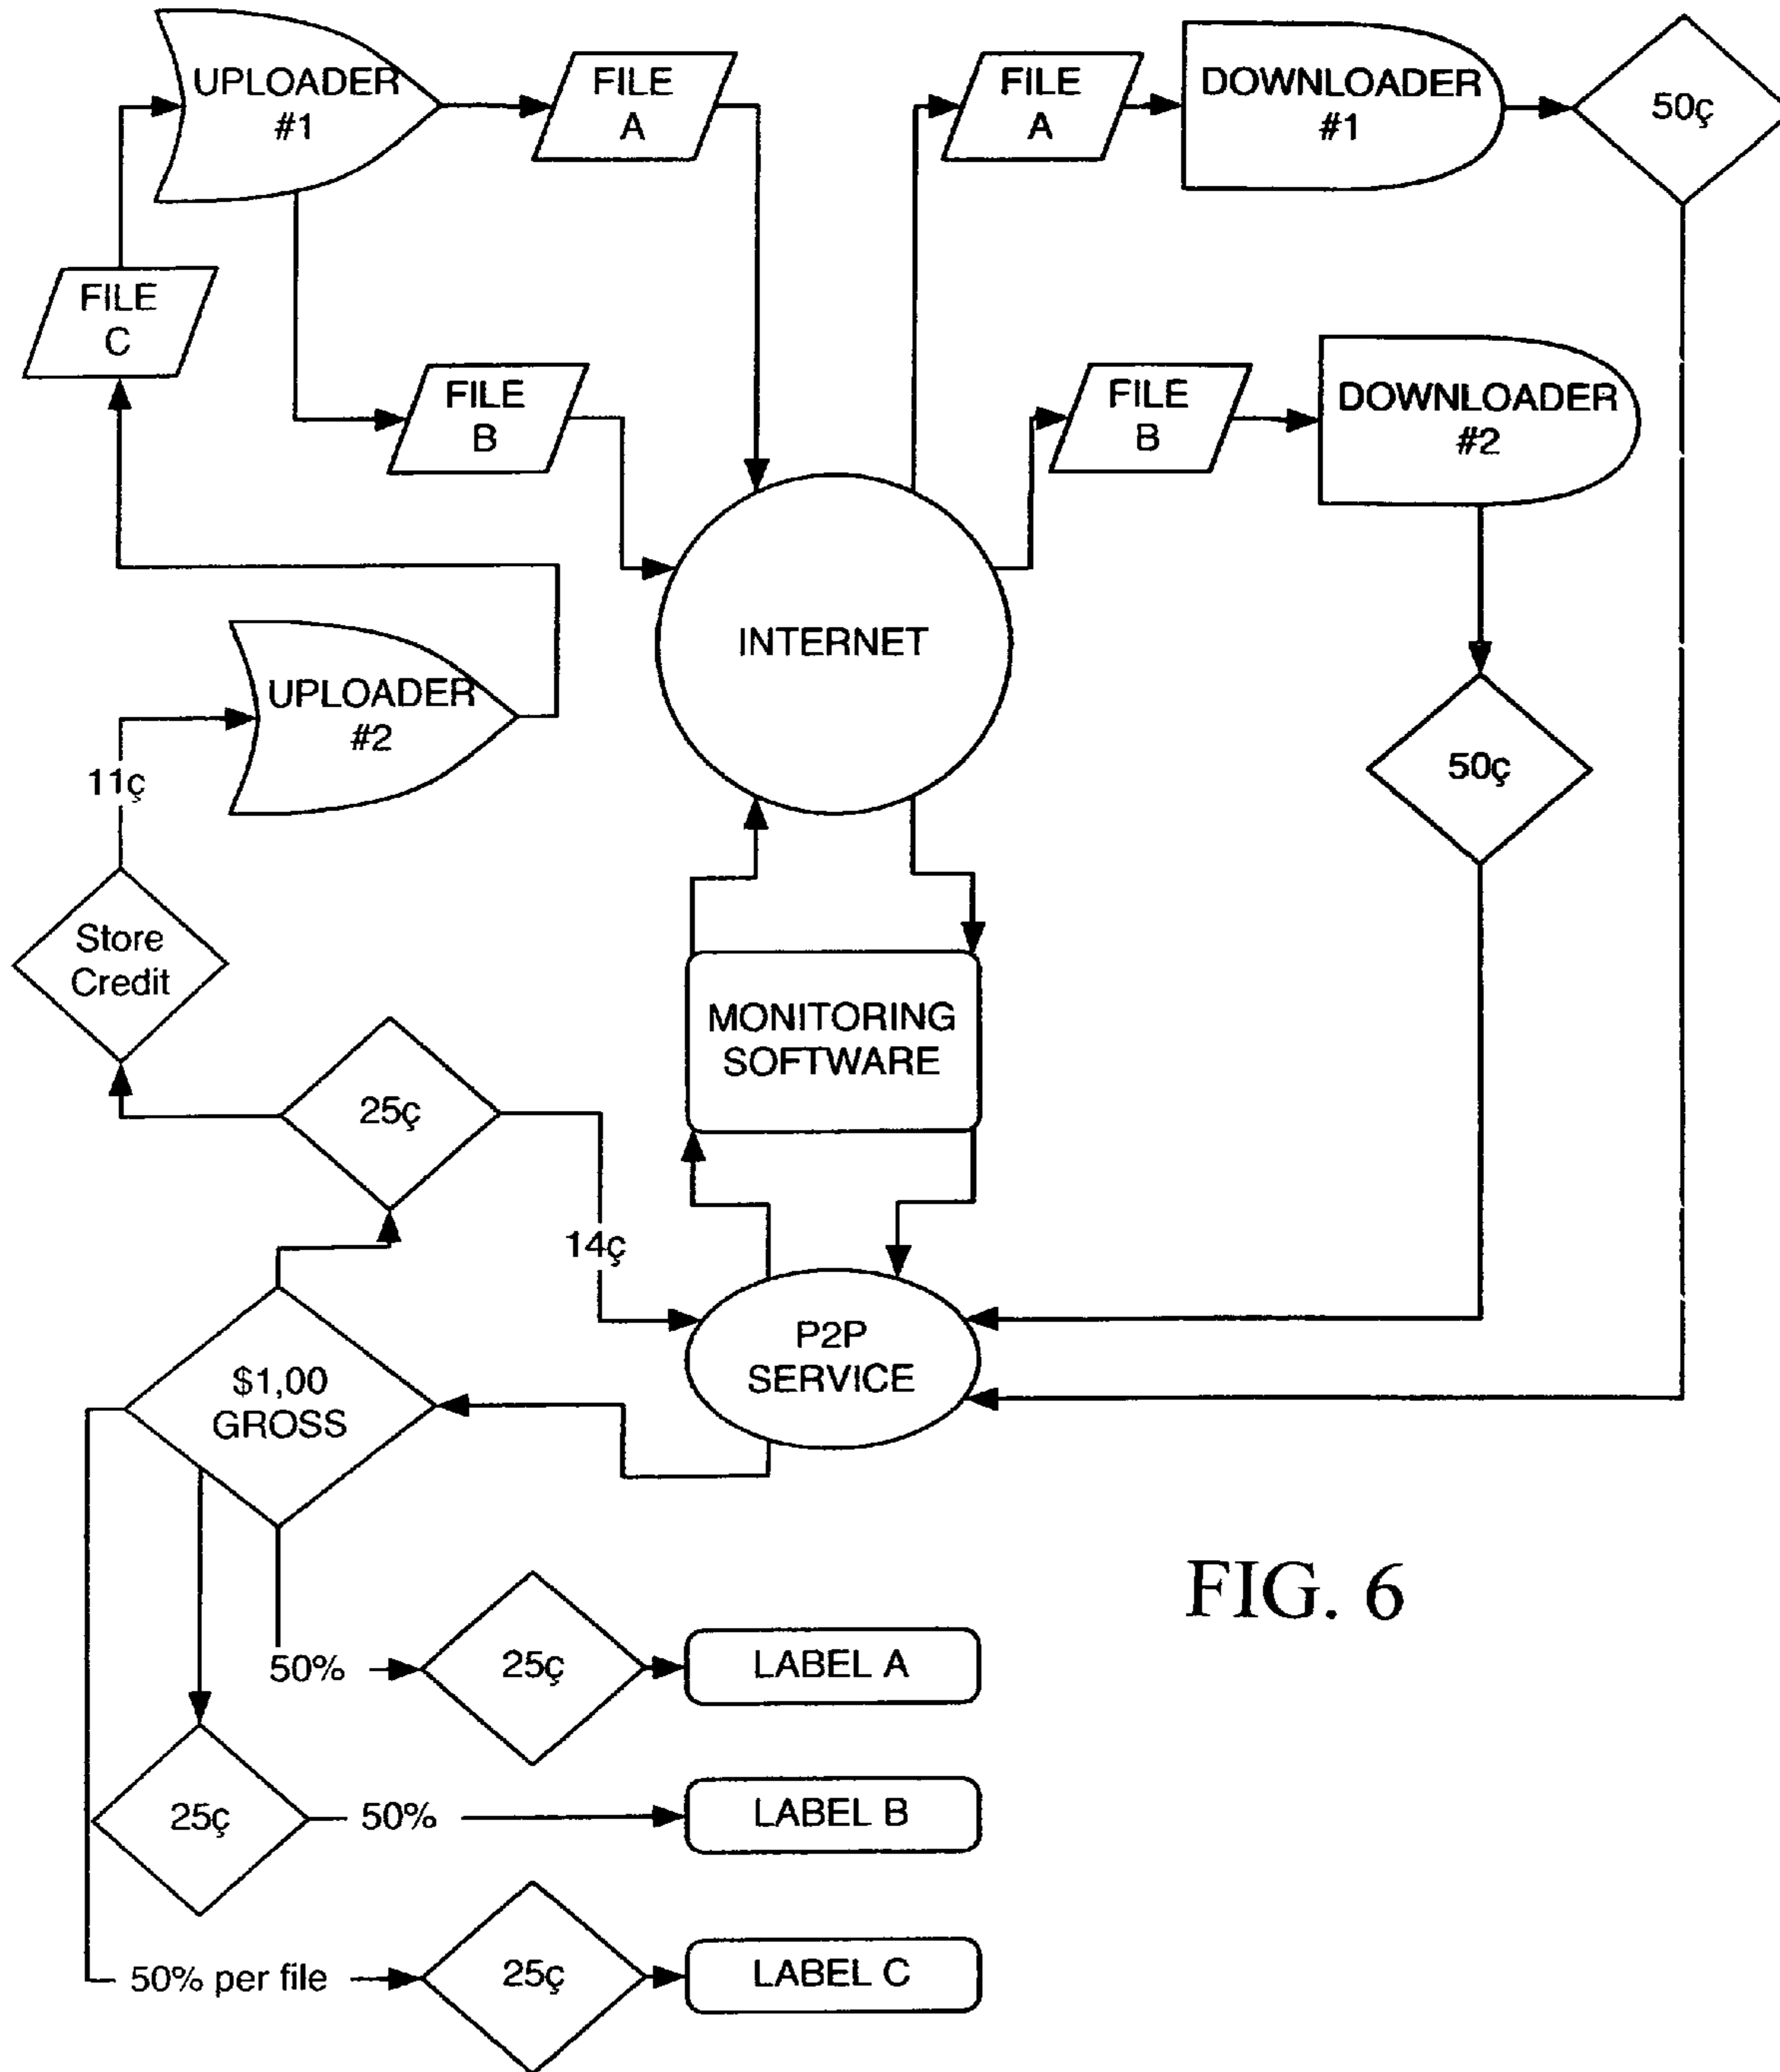 UPLOADER
#1
FILE
A
FILE
A
DOWNLOADER
#1
50ç
FILE
C
FILE
B
FILE
B
DOWNLOADER
#2
INTERNET
UPLOADER
#2
11ç
50ç
Store
Credit
MONITORING
SOFTWARE
25ç
14ç
P2P
SERVICE
$1,00
GROSS
FIG. 6
50%
25ç
LABEL A
25ç
50%
LABEL B
50% per file
25ç
LABEL C